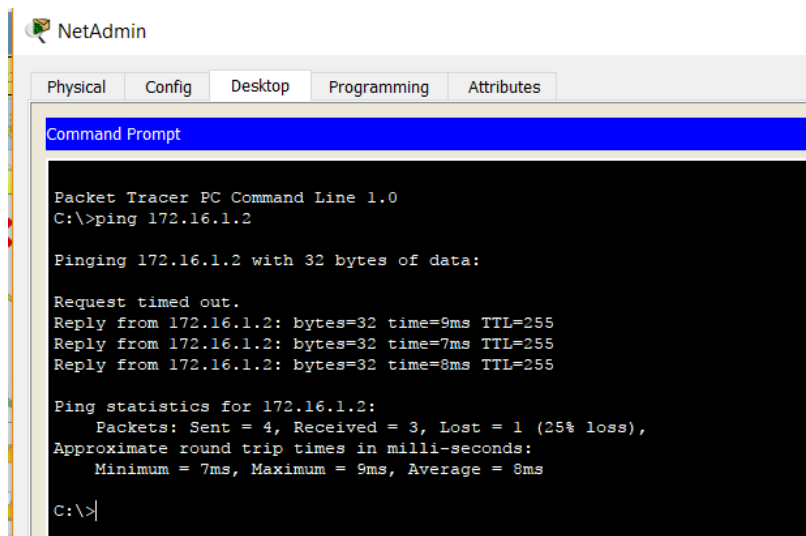 NetAdmin
Physical Config Desktop Programming Attributes
Command Prompt
Packet Tracer PC Command Line 1.0
C:\>ping 172.16.1.2
Pinging 172.16.1.2 with 32 bytes of data:
Request timed out.
Reply from 172.16.1.2: bytes=32 time=9ms TTL=255
Reply from 172.16.1.2: bytes=32 time=7ms TTL=255
Reply from 172.16.1.2: bytes=32 time=8ms TTL=255
Ping statistics for 172.16.1.2:
Packets: Sent = 4, Received = 3, Lost = 1 (25% loss),
Approximate round trip times in milli-seconds:
Minimum = 7ms, Maximum = 9ms, Average = 8ms
C:\>